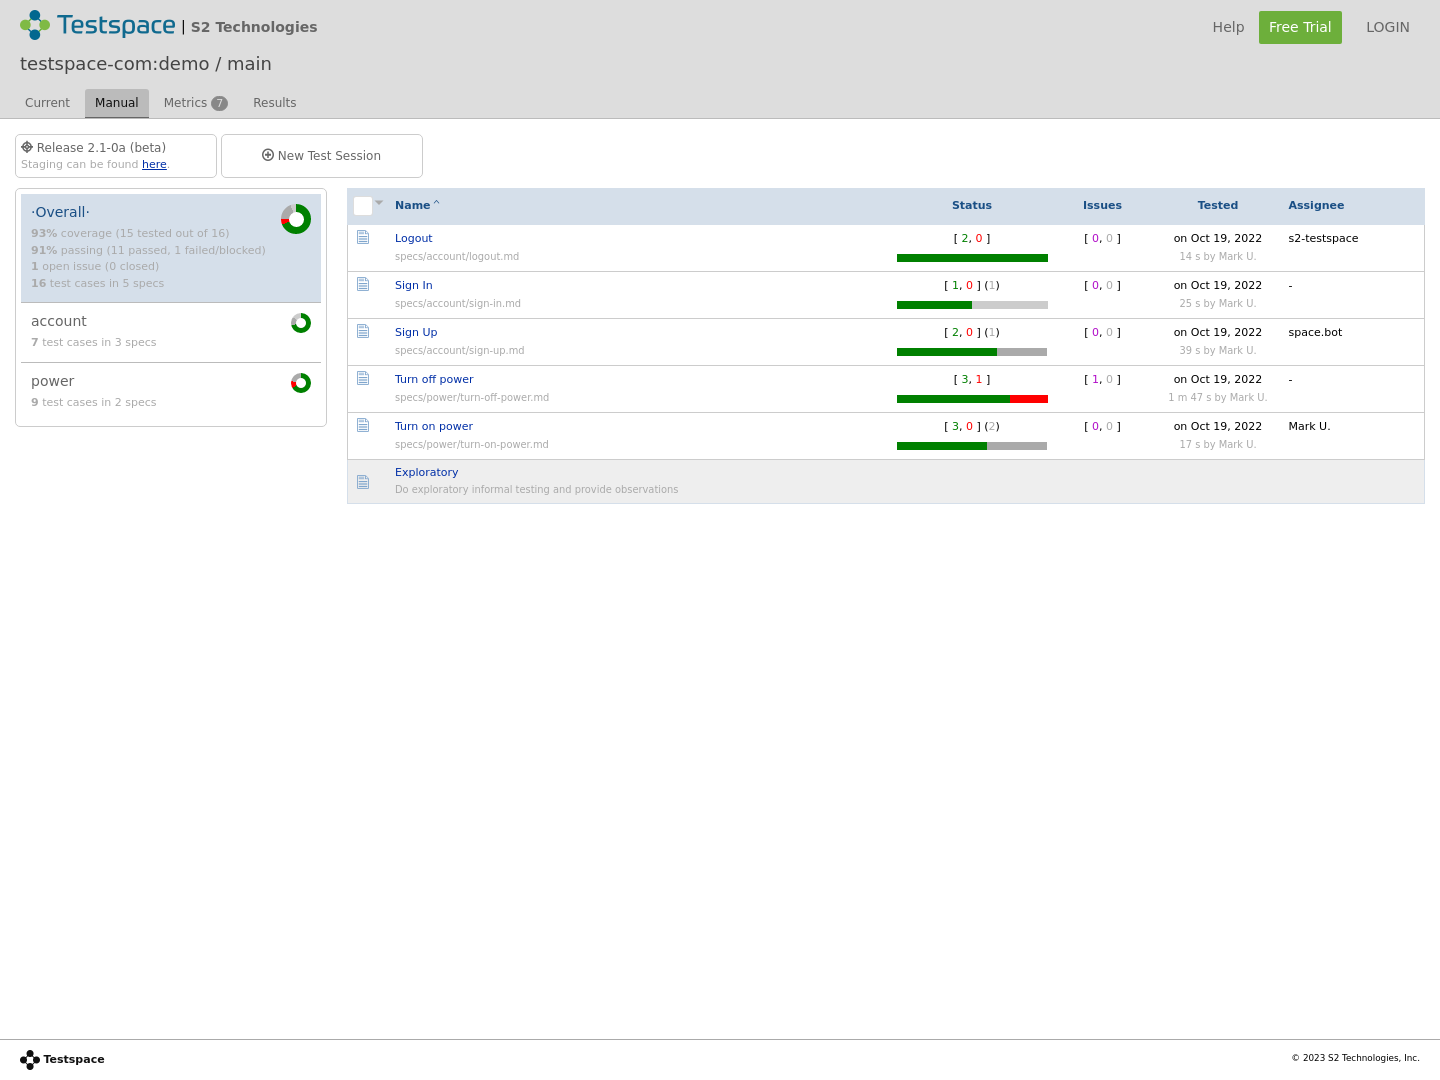 Testspace | S2 Technologies
Help
Free Trial
LOGIN
testspace-com:demo / main
Current
Manual
Metrics 7
Results
Release 2.1-0a (beta)
Staging can be found here.
New Test Session
·Overall·
93% coverage (15 tested out of 16)
91% passing (11 passed, 1 failed/blocked)
1 open issue (0 closed)
16 test cases in 5 specs
account
7 test cases in 3 specs
power
9 test cases in 2 specs
Name ^ Status Issues Tested Assignee
Logout [ 2, 0 ] [ 0, 0 ] on Oct 19, 2022 s2-testspace
specs/account/logout.md 14 s by Mark U.
Sign In [ 1, 0 ] (1) [ 0, 0 ] on Oct 19, 2022 -
specs/account/sign-in.md 25 s by Mark U.
Sign Up [ 2, 0 ] (1) [ 0, 0 ] on Oct 19, 2022 space.bot
specs/account/sign-up.md 39 s by Mark U.
Turn off power [ 3, 1 ] [ 1, 0 ] on Oct 19, 2022 -
specs/power/turn-off-power.md 1 m 47 s by Mark U.
Turn on power [ 3, 0 ] (2) [ 0, 0 ] on Oct 19, 2022 Mark U.
specs/power/turn-on-power.md 17 s by Mark U.
Exploratory
Do exploratory informal testing and provide observations
Testspace
© 2023 S2 Technologies, Inc.